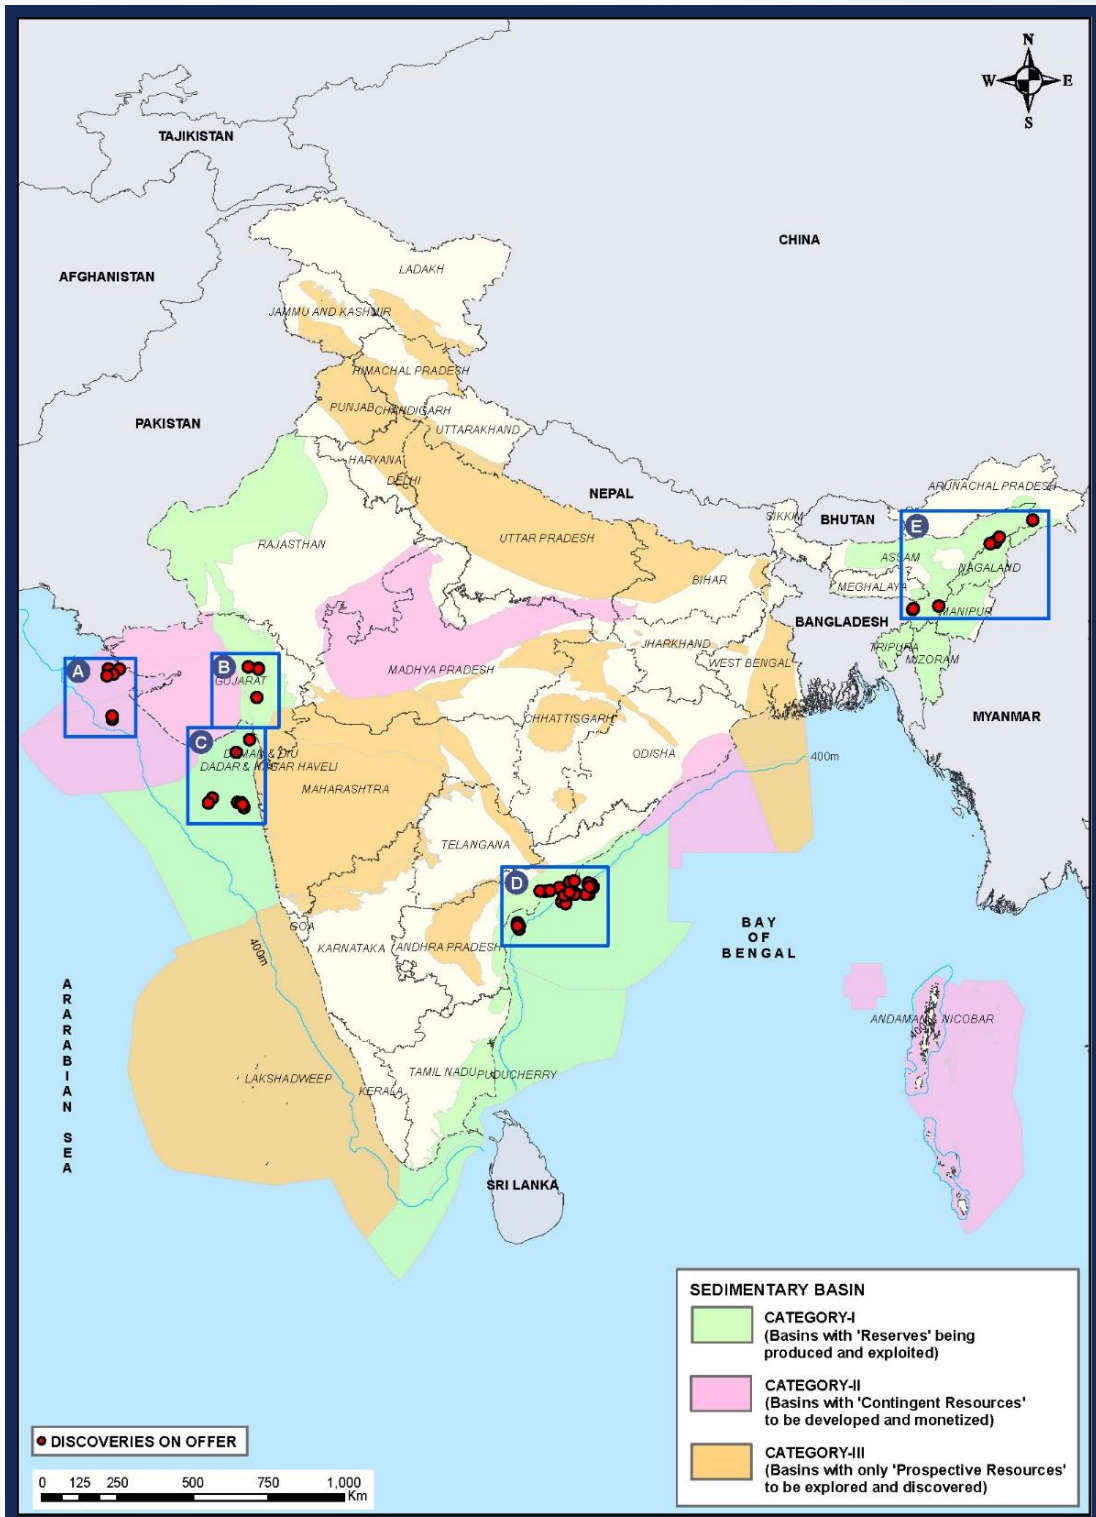 N
W E
S
TAJIKISTAN
CHINA
AFGHANISTAN
LADAKH
JAMMU AND KASHMIR
HIMACHAL PRADESH
PAKISTAN
PUNJAB
CHANDIGARH
UTTARAKHAND
HARYANA
DELHI
NEPAL
ARUNACHAL PRADESH
SIKKIM
BHUTAN
E
RAJASTHAN
UTTAR PRADESH
ASSAM
NAGALAND
BIHAR
MEGHALAYA
MANIPUR
BANGLADESH
JHARKHAND
TRIPURA
MIZORAM
A
B
GUJARAT
MADHYA PRADESH
WEST BENGAL
CHHATTISGARH
MYANMAR
C
DAMAN & DIU
DADAR & NAGAR HAVELI
ODISHA
400m
MAHARASHTRA
TELANGANA
D
GOA
400m
KARNATAKA
ANDHRA PRADESH
BAY
OF
BENGAL
ARARABIAN SEA
ANDAMAN & NICOBAR
LAKSHADWEEP
KERALA
TAMIL NADU
PUDUCHERRY
SRI LANKA
SEDIMENTARY BASIN
CATEGORY-I
(Basins with 'Reserves' being
produced and exploited)
CATEGORY-II
(Basins with 'Contingent Resources'
to be developed and monetized)
CATEGORY-III
(Basins with only 'Prospective Resources'
to be explored and discovered)
DISCOVERIES ON OFFER
0 125 250 500 750 1,000
Km